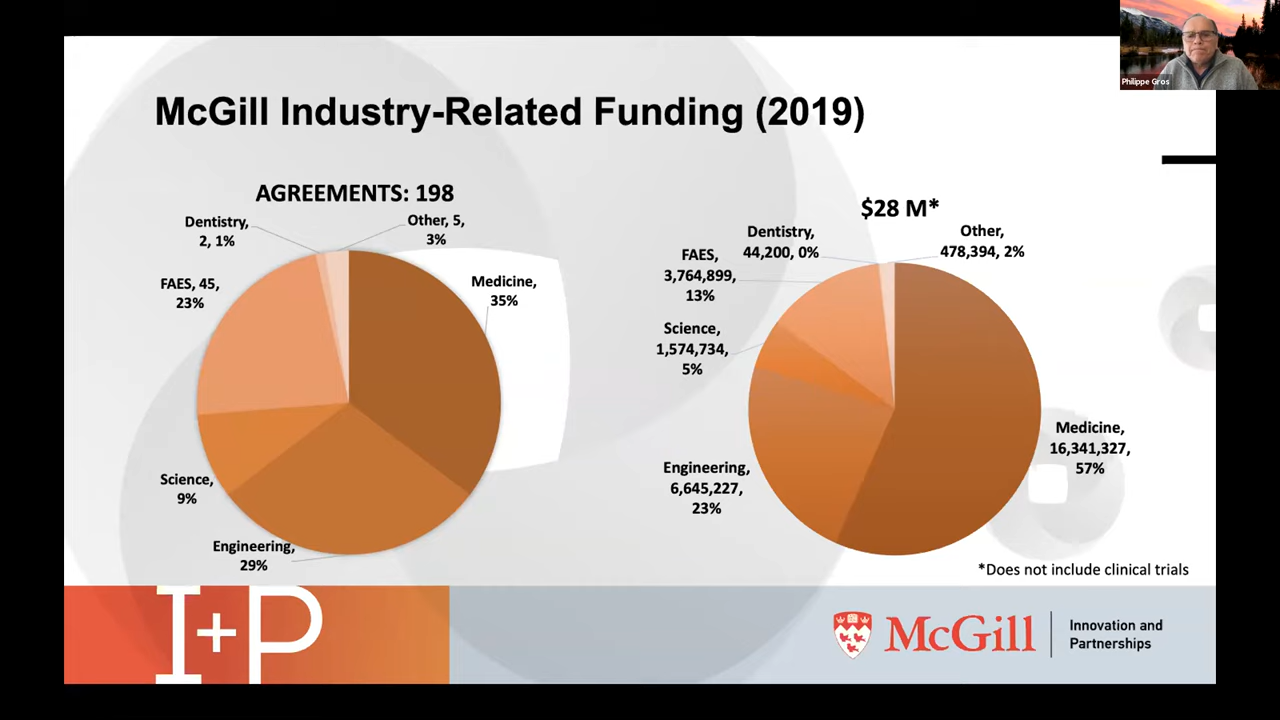 Philippe Gros
McGill Industry-Related Funding (2019)
AGREEMENTS: 198
Dentistry,
2, 1%
Other, 5,
3%
FAES, 45,
23%
Medicine,
35%
Science,
9%
Engineering,
29%
$28 M*
Dentistry,
44,200, 0%
Other,
478,394, 2%
FAES,
3,764,899,
13%
Science,
1,574,734,
5%
Medicine,
16,341,327,
57%
Engineering,
6,645,227,
23%
*Does not include clinical trials
I+P
McGill
Innovation and
Partnerships